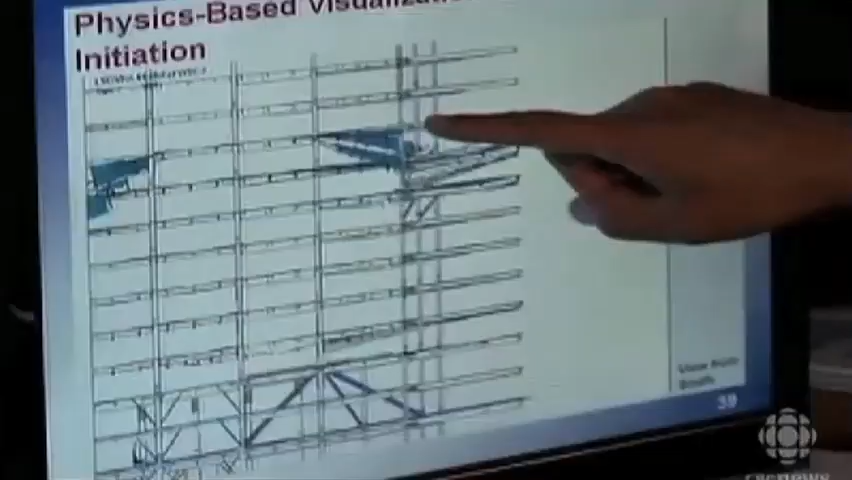 Physics-Based Visualization
Initiation
View from
South
39
cbcnews